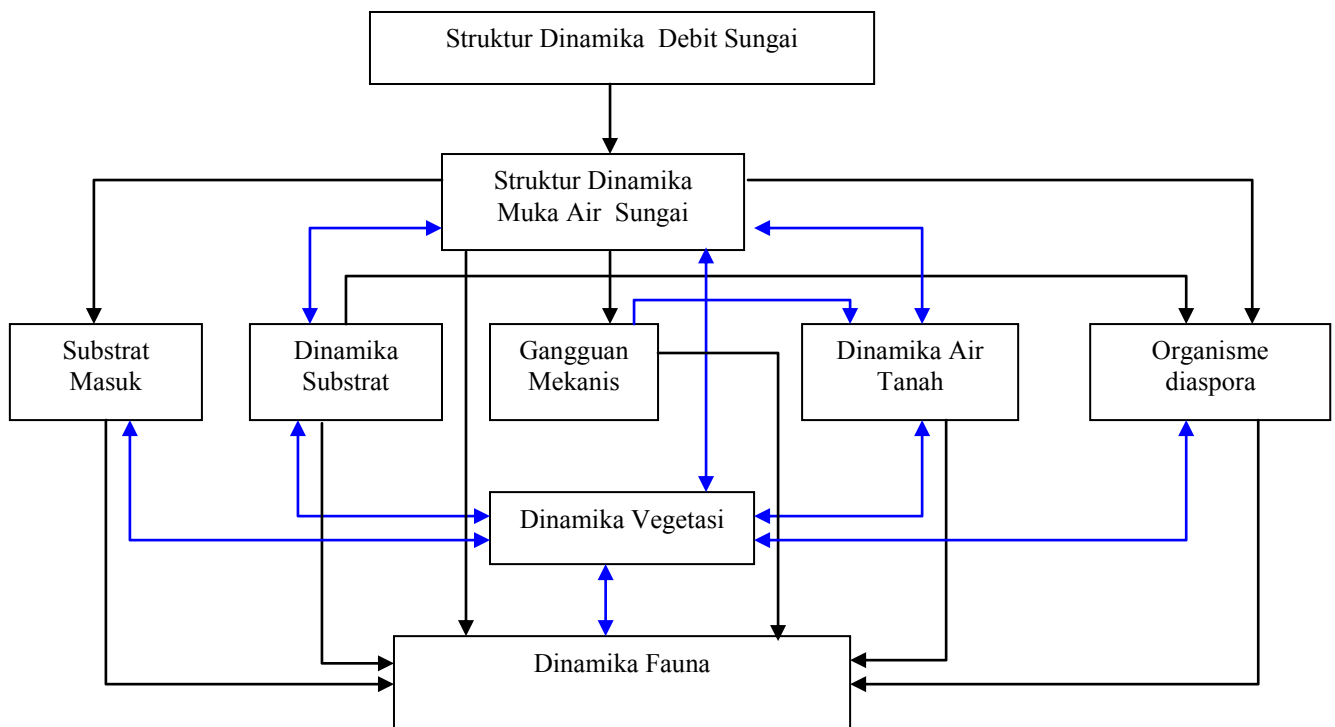 Struktur Dinamika Debit Sungai
Struktur Dinamika
Muka Air Sungai
Substrat
Masuk
Dinamika
Substrat
Gangguan
Mekanis
Dinamika Air
Tanah
Organisme
diaspora
Dinamika Vegetasi
Dinamika Fauna